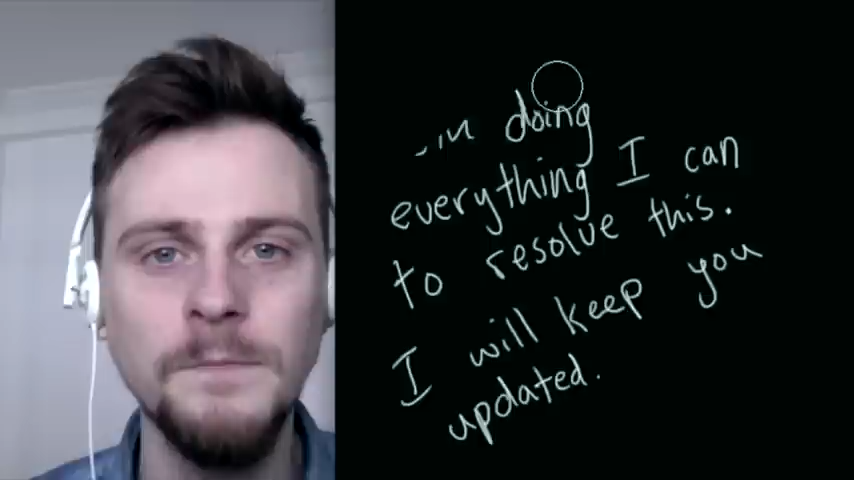 doing
everything I can
to resolve this.
I will keep you
updated.